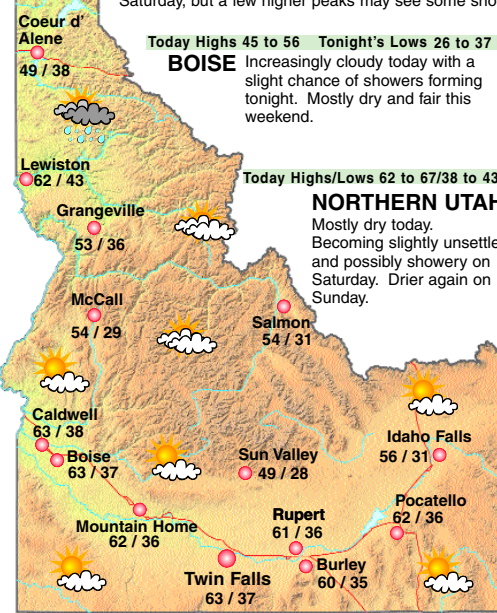 Saturday, but a few higher peaks may see some
Coeur d'
Alene
49 / 38
Today Highs 45 to 56 Tonight's Lows 26 to 37
BOISE Increasingly cloudy today with a
slight chance of showers forming
tonight. Mostly dry and fair this
weekend.
Lewiston
62 / 43
Today Highs/Lows 62 to 67/38 to 43
NORTHERN UTAH
Mostly dry today.
Becoming slightly unsettle
and possibly showery on
Saturday. Drier again on
Sunday.
Grangeville
53 / 36
McCall
54 / 29
Salmon
54 / 31
Caldwell
63 / 38
Boise
63 / 37
Sun Valley
49 / 28
Idaho Falls
56 / 31
Mountain Home
62 / 36
Rupert
61 / 36
Pocatello
62 / 36
Twin Falls
63 / 37
Burley
60 / 35